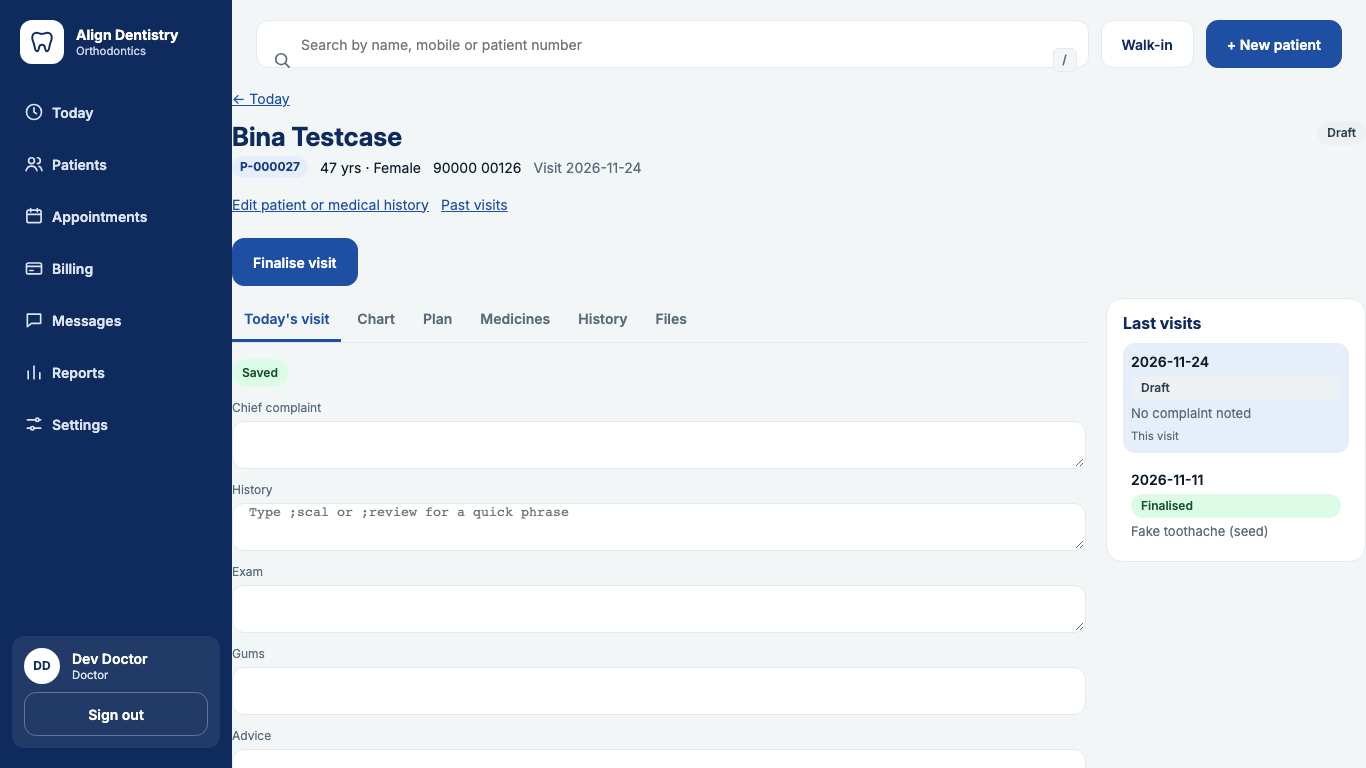 Align Dentistry
Orthodontics
Today
Patients
Appointments
Billing
Messages
Reports
Settings
DD
Dev Doctor
Doctor
Sign out
Search by name, mobile or patient number
/
Walk-in
+ New patient
← Today
Bina Testcase
Draft
P-000027 47 yrs · Female 90000 00126 Visit 2026-11-24
Edit patient or medical history Past visits
Finalise visit
Today's visit Chart Plan Medicines History Files
Saved
Chief complaint
History
Type ;scal or ;review for a quick phrase
Exam
Gums
Advice
Last visits
2026-11-24
Draft
No complaint noted
This visit
2026-11-11
Finalised
Fake toothache (seed)